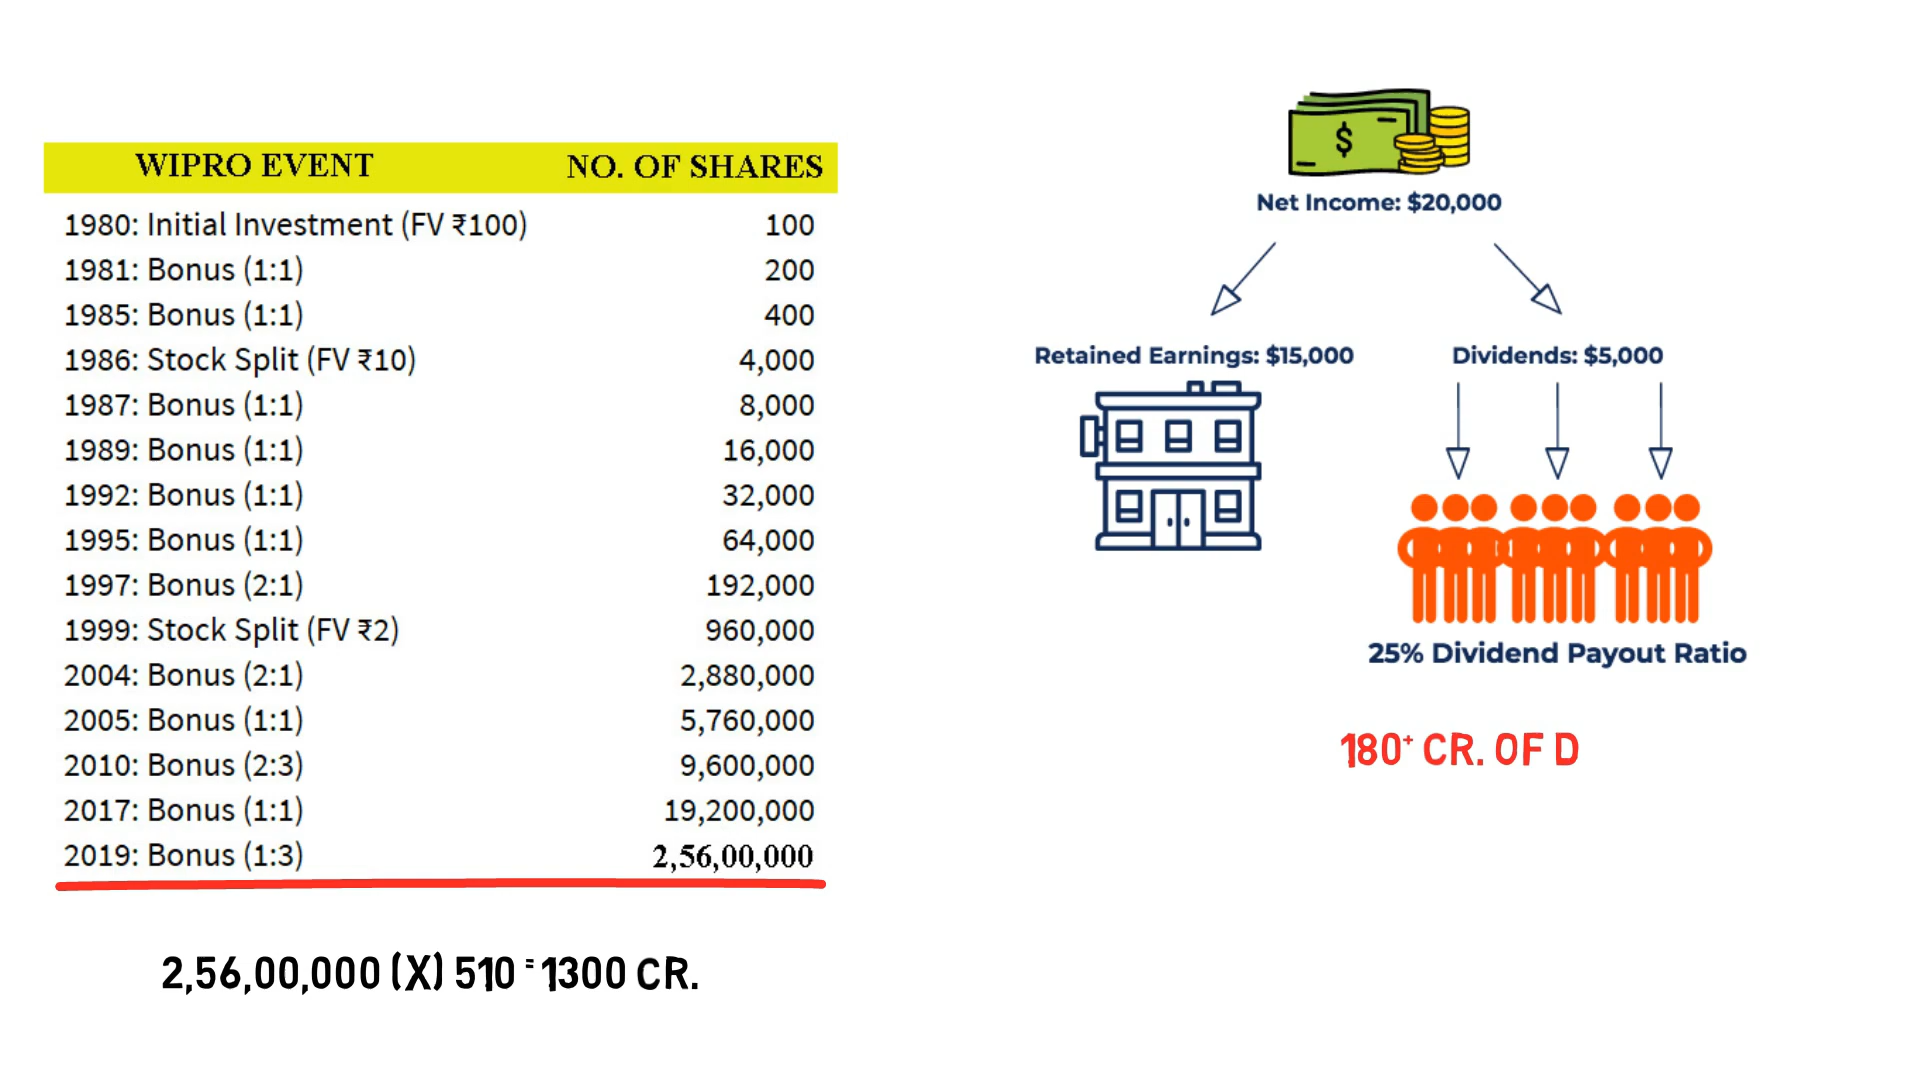 WIPRO EVENT NO. OF SHARES
1980: Initial Investment (FV ₹100) 100
1981: Bonus (1:1) 200
1985: Bonus (1:1) 400
1986: Stock Split (FV ₹10) 4,000
1987: Bonus (1:1) 8,000
1989: Bonus (1:1) 16,000
1992: Bonus (1:1) 32,000
1995: Bonus (1:1) 64,000
1997: Bonus (2:1) 192,000
1999: Stock Split (FV ₹2) 960,000
2004: Bonus (2:1) 2,880,000
2005: Bonus (1:1) 5,760,000
2010: Bonus (2:3) 9,600,000
2017: Bonus (1:1) 19,200,000
2019: Bonus (1:3) 2,56,00,000
2,56,00,000 (X) 510 = 1300 CR.
$
Net Income: $20,000
Retained Earnings: $15,000
Dividends: $5,000
25% Dividend Payout Ratio
180+ CR. OF D